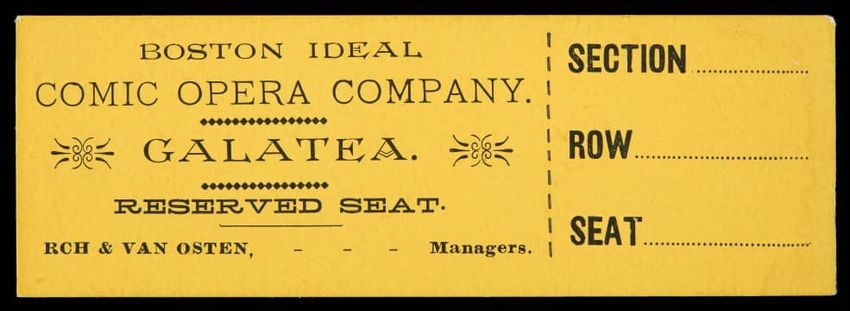 BOSTON IDEAL
COMIC OPERA COMPANY.
GALATEA.
RESERVED SEAT.
RCH & VAN OSTEN, - - - Managers.
SECTION ....................
ROW ..............................
SEAT .............................